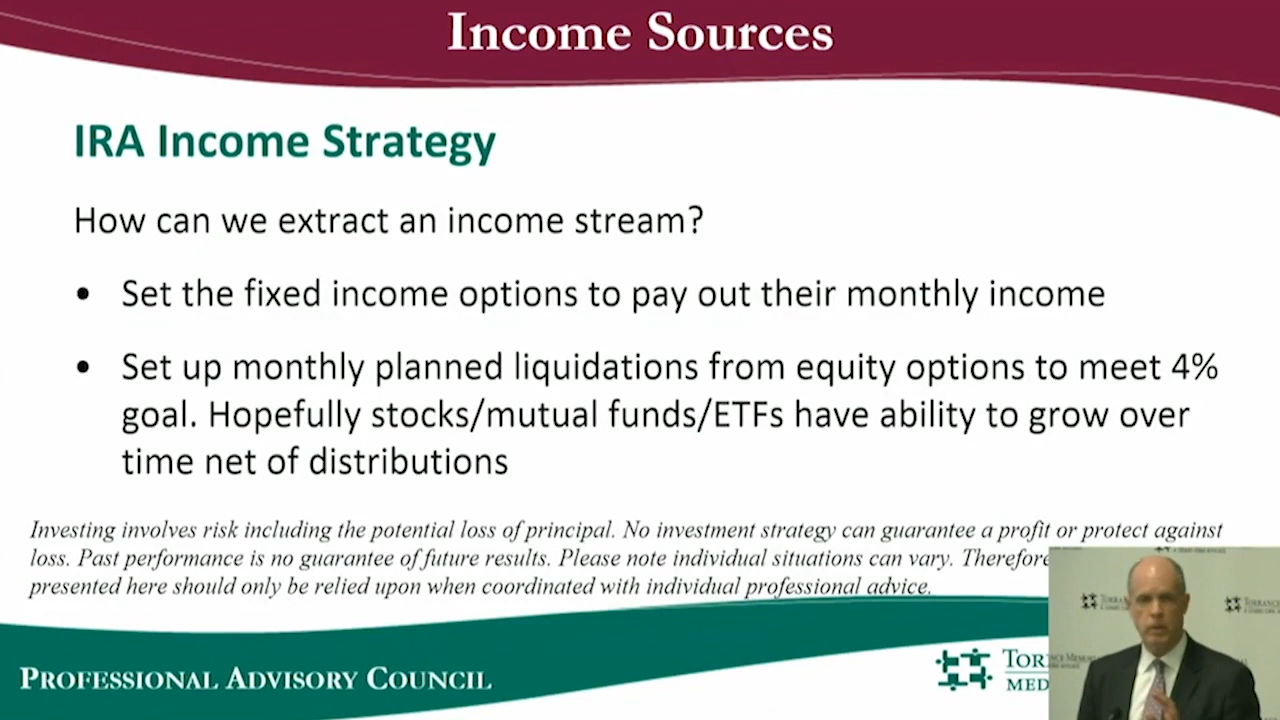 Income Sources
IRA Income Strategy
How can we extract an income stream?
• Set the fixed income options to pay out their monthly income
• Set up monthly planned liquidations from equity options to meet 4%
goal. Hopefully stocks/mutual funds/ETFs have ability to grow over
time net of distributions
Investing involves risk including the potential loss of principal. No investment strategy can guarantee a profit or protect against
loss. Past performance is no guarantee of future results. Please note individual situations can vary. Therefore
presented here should only be relied upon when coordinated with individual professional advice.
PROFESSIONAL ADVISORY COUNCIL
TOR
MED